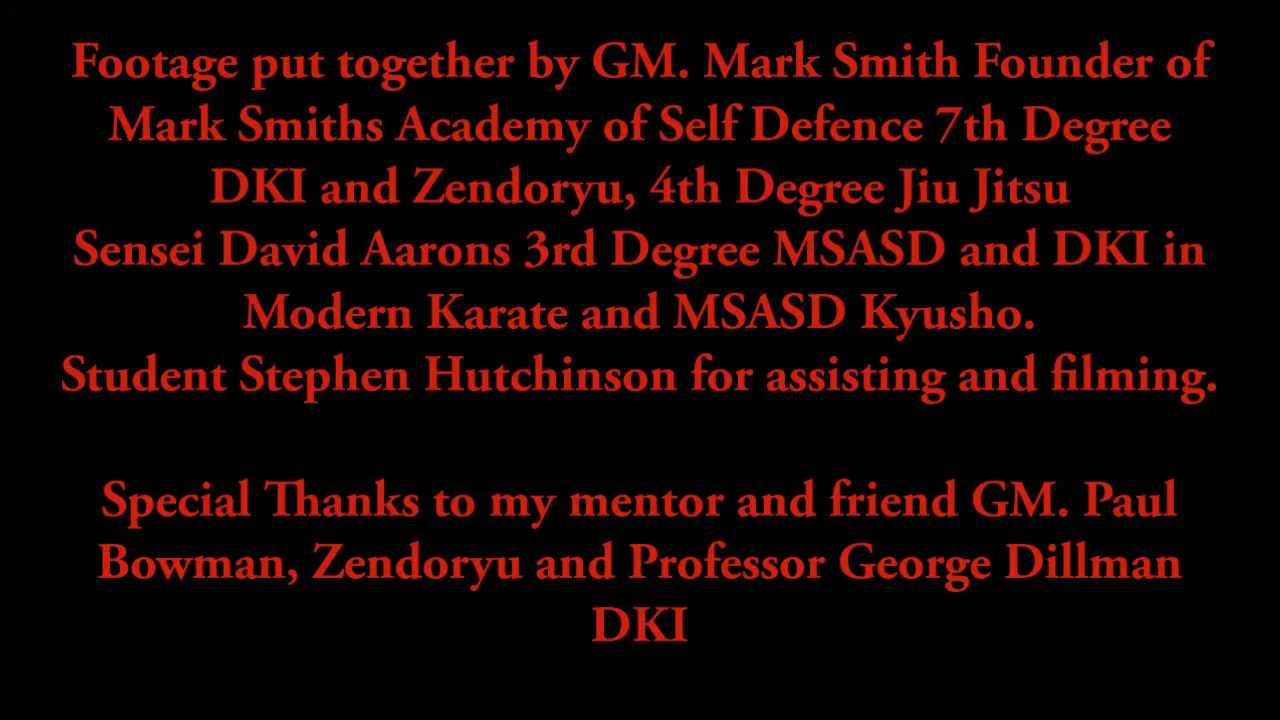 Footage put together by GM. Mark Smith Founder of
Mark Smiths Academy of Self Defence 7th Degree
DKI and Zendoryu, 4th Degree Jiu Jitsu
Sensei David Aarons 3rd Degree MSASD and DKI in
Modern Karate and MSASD Kyusho.
Student Stephen Hutchinson for assisting and filming.
Special Thanks to my mentor and friend GM. Paul
Bowman, Zendoryu and Professor George Dillman
DKI